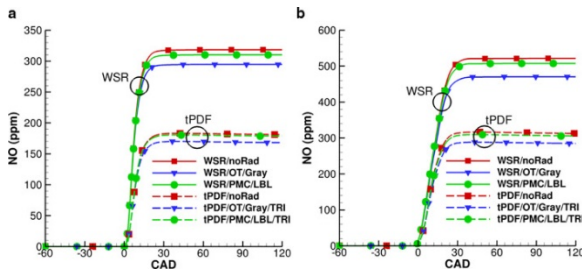 a
NO (ppm)
350
300
250
200
150
100
50
0
-60
-30
0
30
60
90
120
CAD
WSR
tPDF
WSR/noRad
WSR/OT/Gray
WSR/PMC/LBL
tPDF/noRad
tPDF/OT/Gray/TRI
tPDF/PMC/LBL/TRI
b
NO (ppm)
600
500
400
300
200
100
0
-60
-30
0
30
60
90
120
CAD
WSR
tPDF
WSR/noRad
WSR/OT/Gray
WSR/PMC/LBL
tPDF/noRad
tPDF/OT/Gray/TRI
tPDF/PMC/LBL/TRI